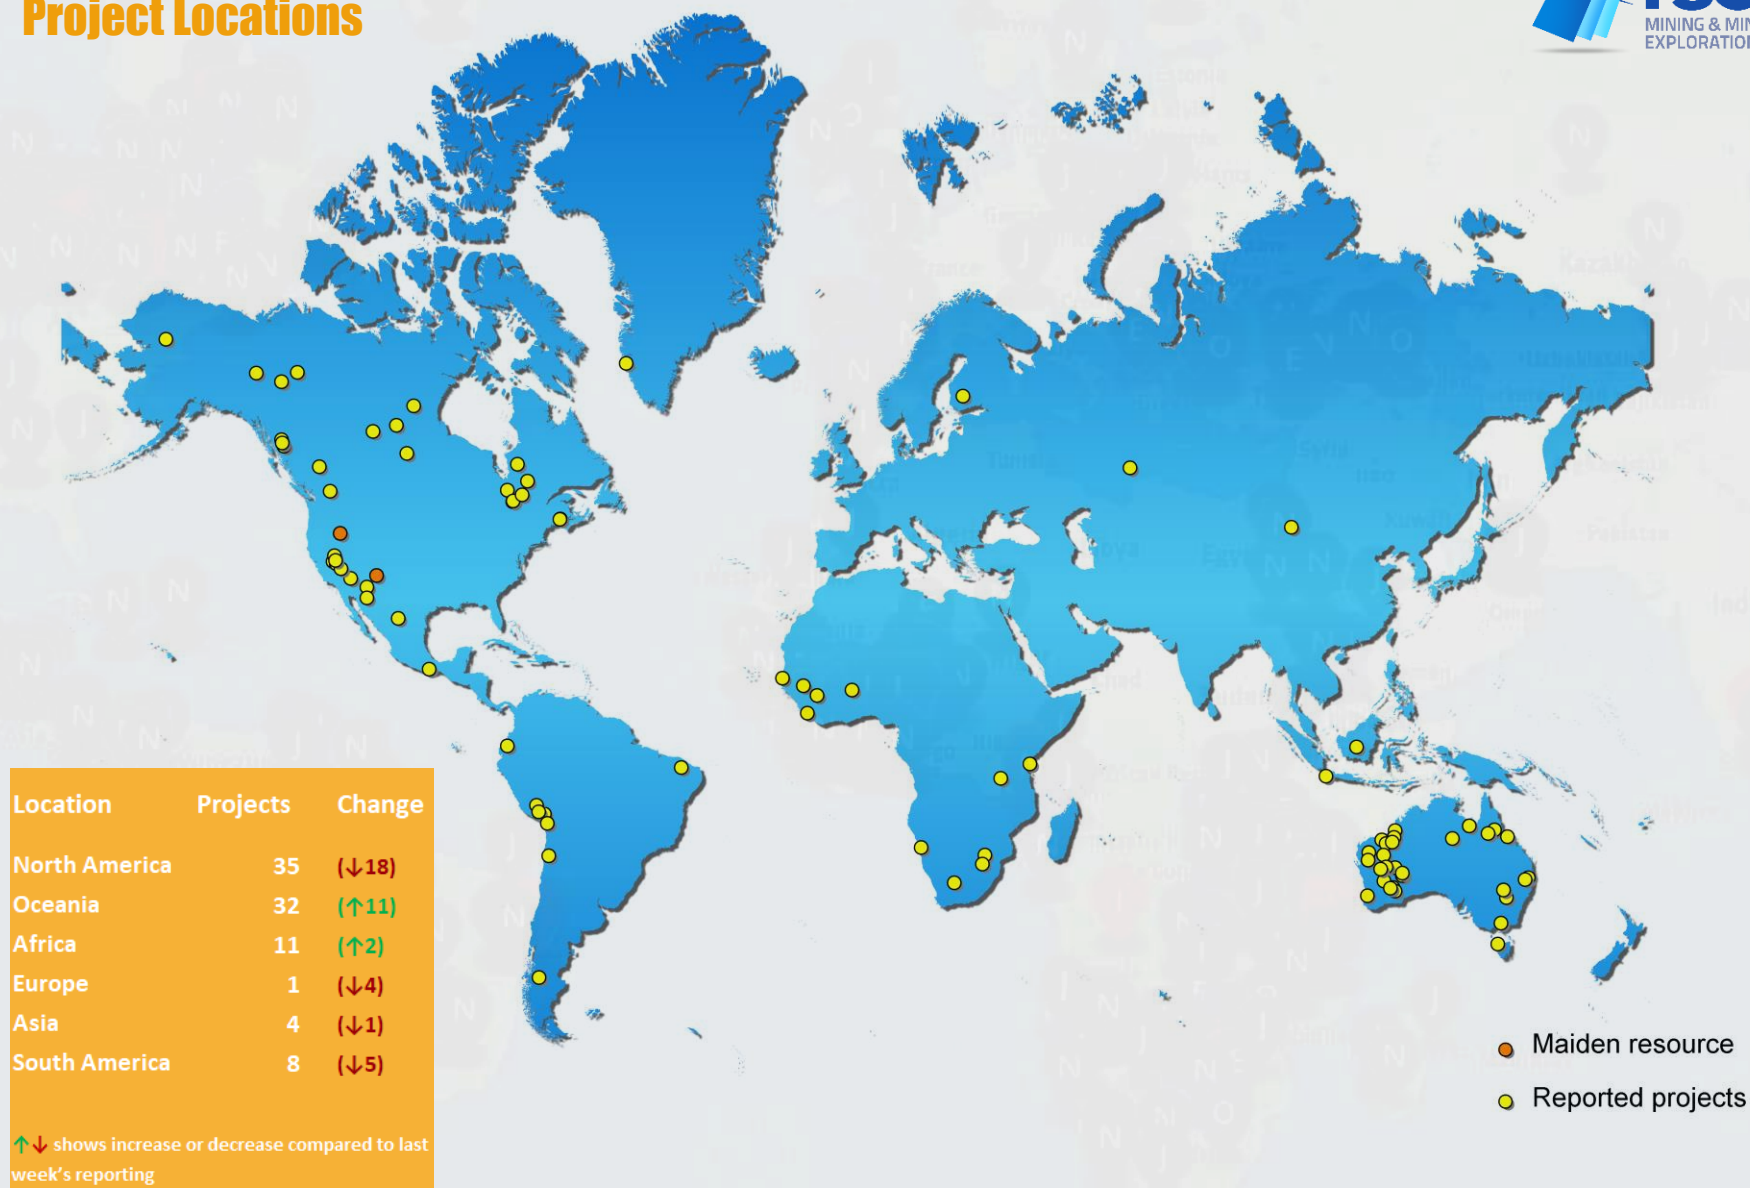 Project Locations
MINING & MIN
EXPLORATION
Location Projects Change
North America 35 (↓18)
Oceania 32 (↑11)
Africa 11 (↑2)
Europe 1 (↓4)
Asia 4 (↓1)
South America 8 (↓5)
↑↓ shows increase or decrease compared to last
week's reporting
Maiden resource
Reported projects